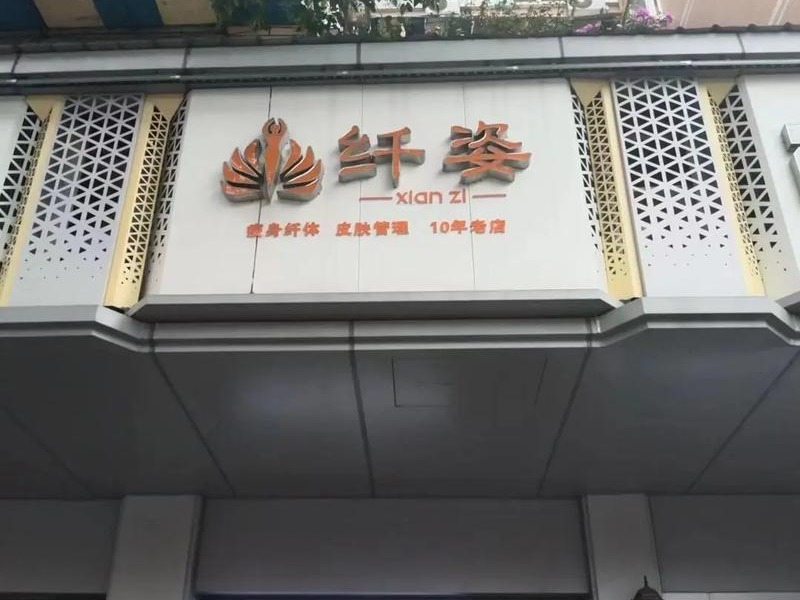 纤姿
xian zi
瘦身纤体 皮肤管理 10年老店